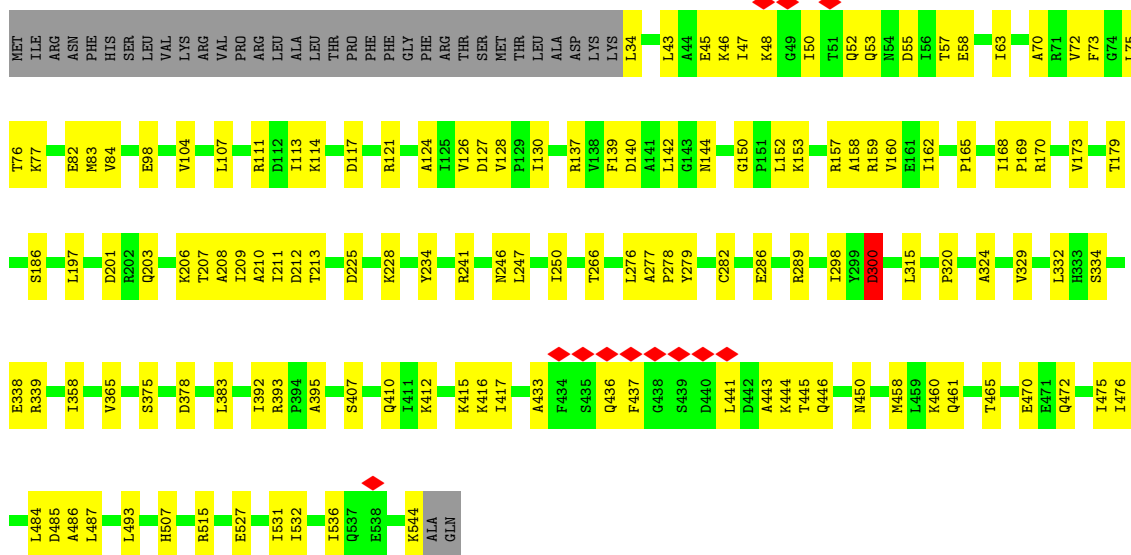 MET ILE ARG ASN PHE HIS SER LEU VAL LYS ARG VAL PRO ARG LEU ALA LEU THR PRO PHE PHE GLY PHE ARG THR SER MET THR LEU ALA ASP LYS LYS L34 L43 A44 E45 K46 I47 K48 G49 I50 T51 Q52 Q53 N54 D55 I56 T57 E58 I63 A70 R71 V72 F73 G74 L75
T76 K77 E82 M83 V84 E98 V104 L107 R111 D112 I113 K114 D117 R121 A124 I125 V126 D127 V128 P129 I130 R137 V138 F139 D140 A141 L142 G143 N144 G150 P151 L152 K153 R157 A158 R159 V160 E161 I162 P165 I168 P169 R170 V173 T179
S186 L197 D201 R202 Q203 K206 T207 A208 I209 A210 I211 D212 T213 D225 K228 Y234 R241 N246 L247 I250 T266 L276 A277 P278 Y279 C282 E286 R289 I298 Y299 D300 L315 P320 A324 V329 L332 H333 S334
E338 R339 I358 V365 S375 D378 L383 I392 R393 P394 A395 S407 Q410 I411 K412 K415 K416 I417 A433 F434 S435 Q436 F437 G438 S439 D440 L441 D442 A443 K444 T445 Q446 N450 M458 L459 K460 Q461 T465 E470 E471 Q472 I475 I476
L484 D485 A486 L487 L493 H507 R515 E527 I531 I532 I536 Q537 E538 K544 ALA GLN